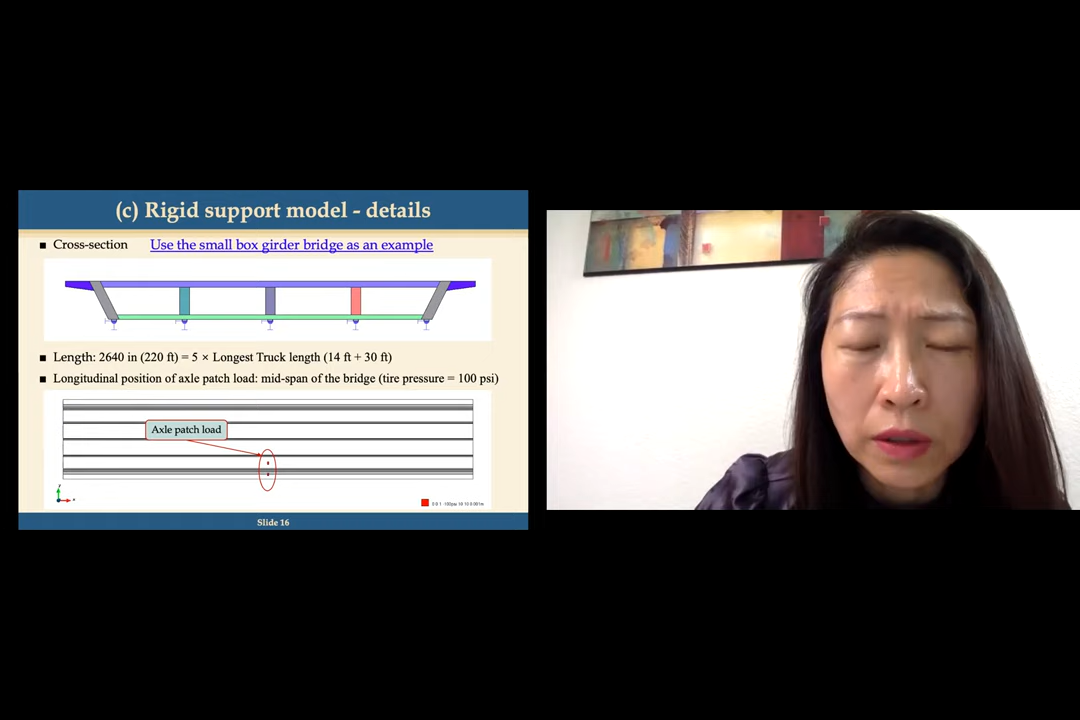 (c) Rigid support model - details
▪ Cross-section Use the small box girder bridge as an example
▪ Length: 2640 in (220 ft) = 5 × Longest Truck length (14 ft + 30 ft)
▪ Longitudinal position of axle patch load: mid-span of the bridge (tire pressure = 100 psi)
Axle patch load
Slide 16